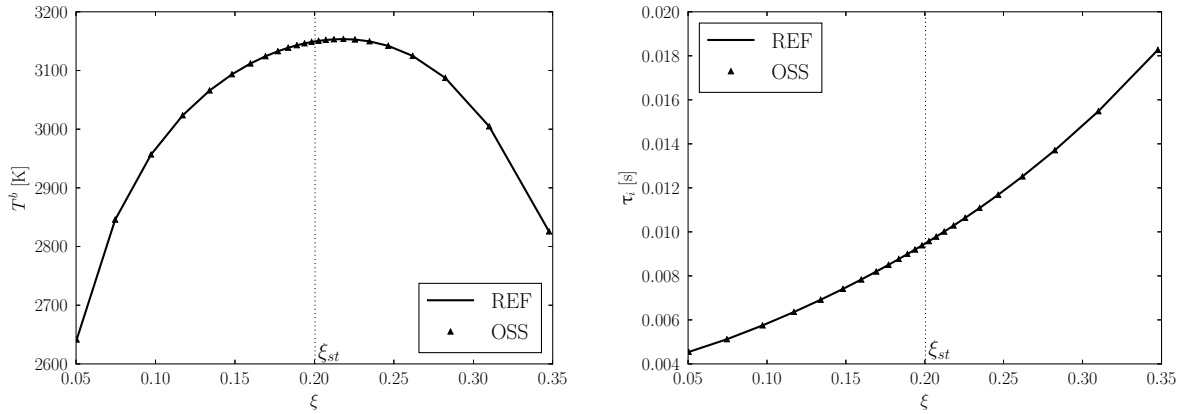 3200
3100
3000
2900
2800
2700
2600
T^b [K]
REF
OSS
ξ_st
0.05 0.10 0.15 0.20 0.25 0.30 0.35
ξ
0.020
0.018
0.016
0.014
0.012
0.010
0.008
0.006
0.004
τ_i [s]
REF
OSS
ξ_st
0.05 0.10 0.15 0.20 0.25 0.30 0.35
ξ